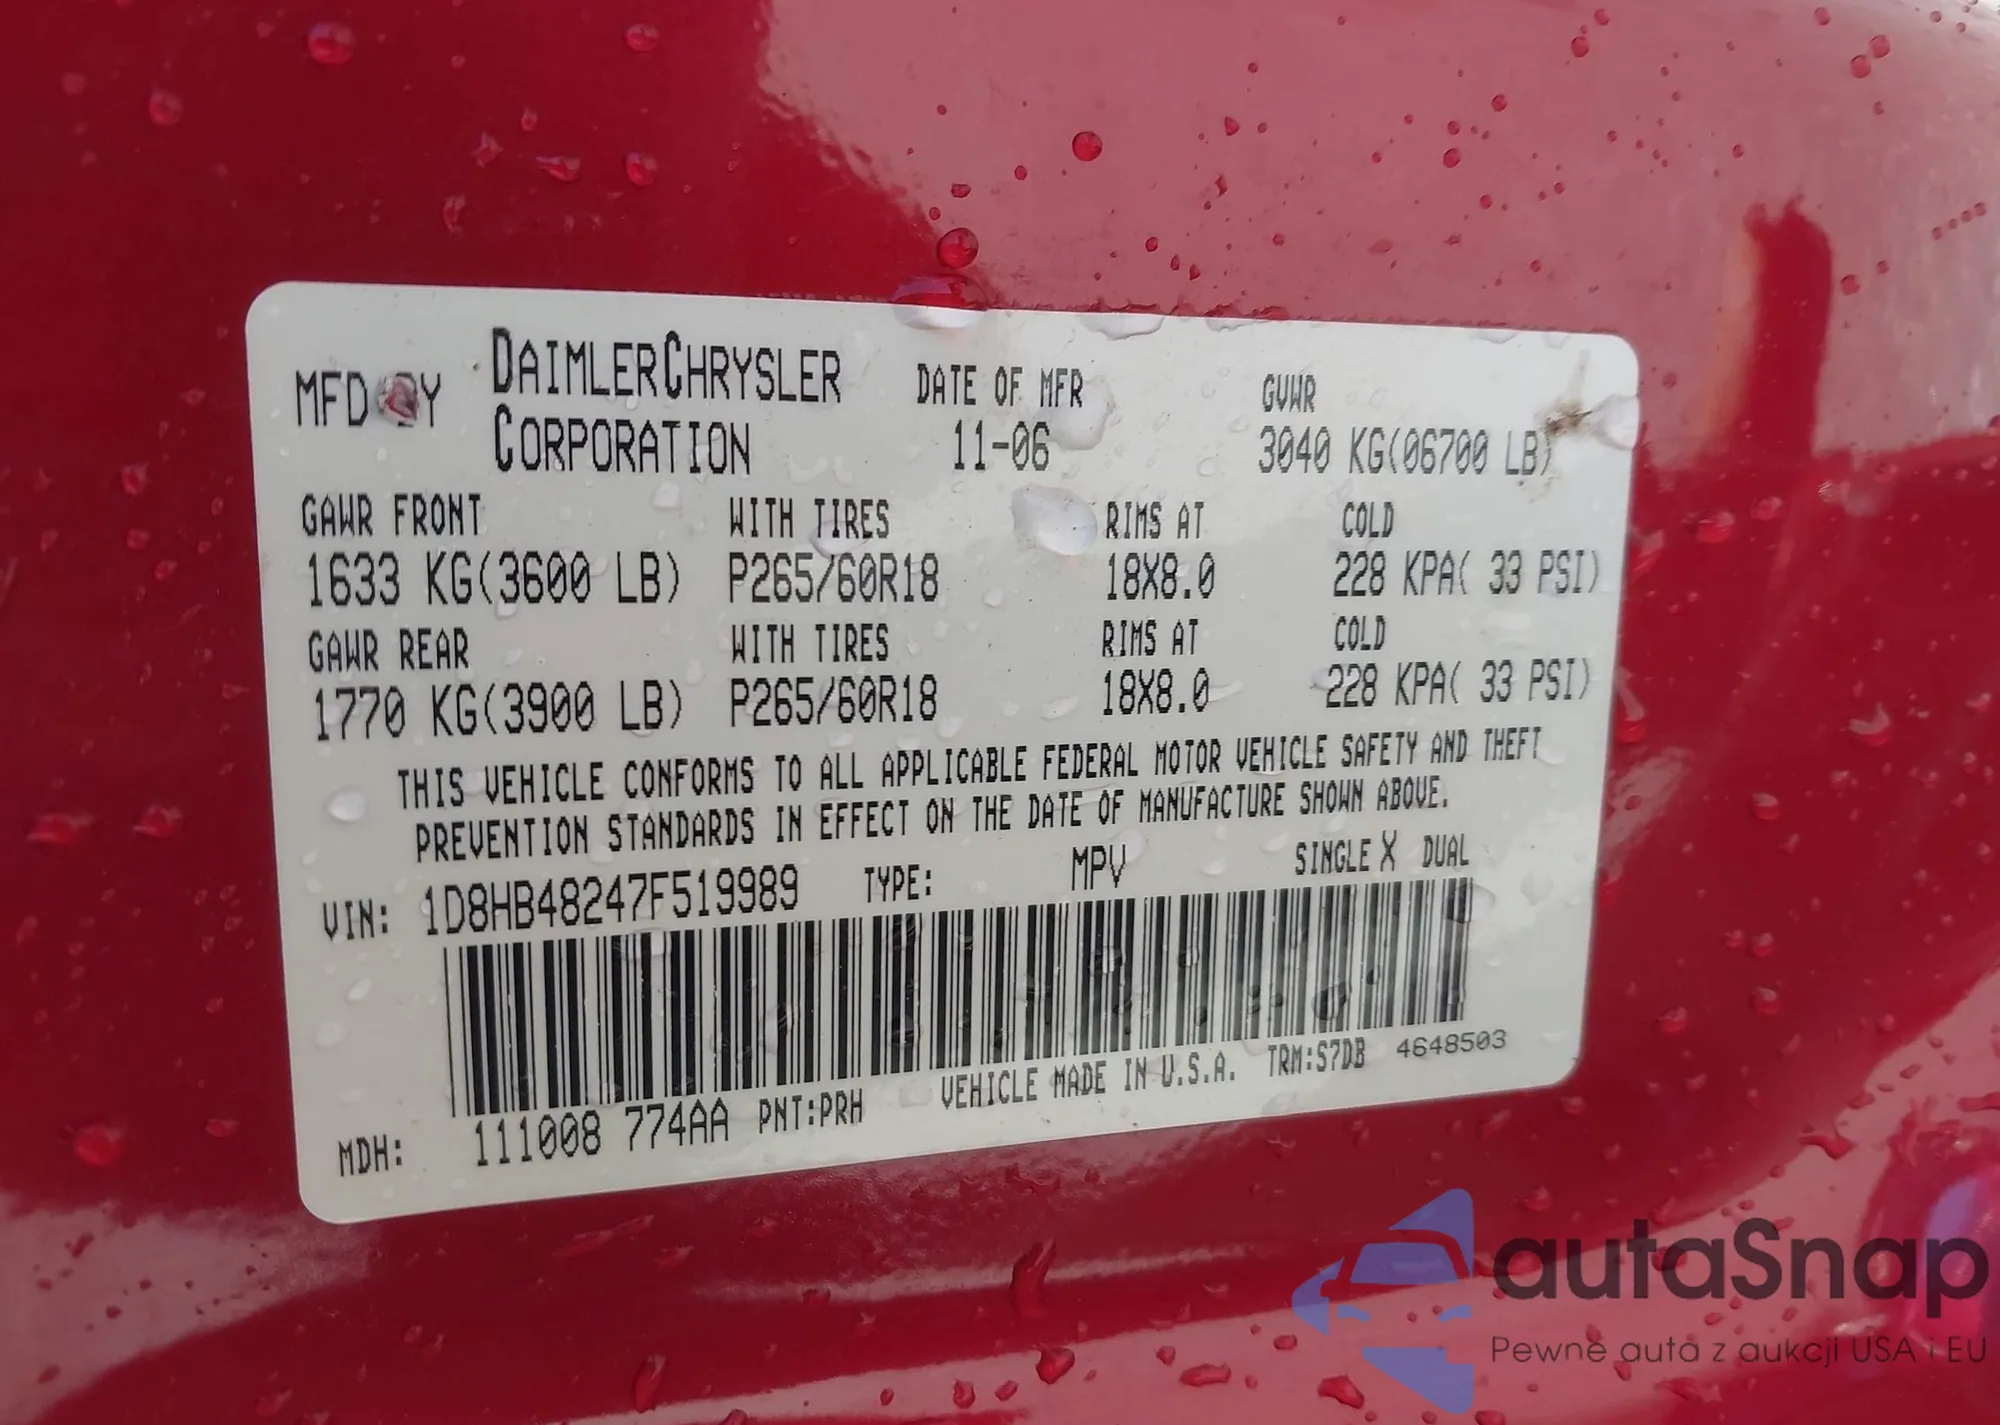 MFD BY DAIMLERCHRYSLER CORPORATION DATE OF MFR 11-06 GVWR 3040 KG(06700 LB)
GAWR FRONT WITH TIRES RIMS AT COLD
1633 KG(3600 LB) P265/60R18 18X8.0 228 KPA( 33 PSI)
GAWR REAR WITH TIRES RIMS AT COLD
1770 KG(3900 LB) P265/60R18 18X8.0 228 KPA( 33 PSI)
THIS VEHICLE CONFORMS TO ALL APPLICABLE FEDERAL MOTOR VEHICLE SAFETY AND THEFT
PREVENTION STANDARDS IN EFFECT ON THE DATE OF MANUFACTURE SHOWN ABOVE.
VIN: 1D8HB48247F519989 TYPE: MPV SINGLE X DUAL
MDH: 111008 774AA PNT:PRH VEHICLE MADE IN U.S.A. TRM:S7DB 4648503
autaSnap
Pewne auta z aukcji USA i EU